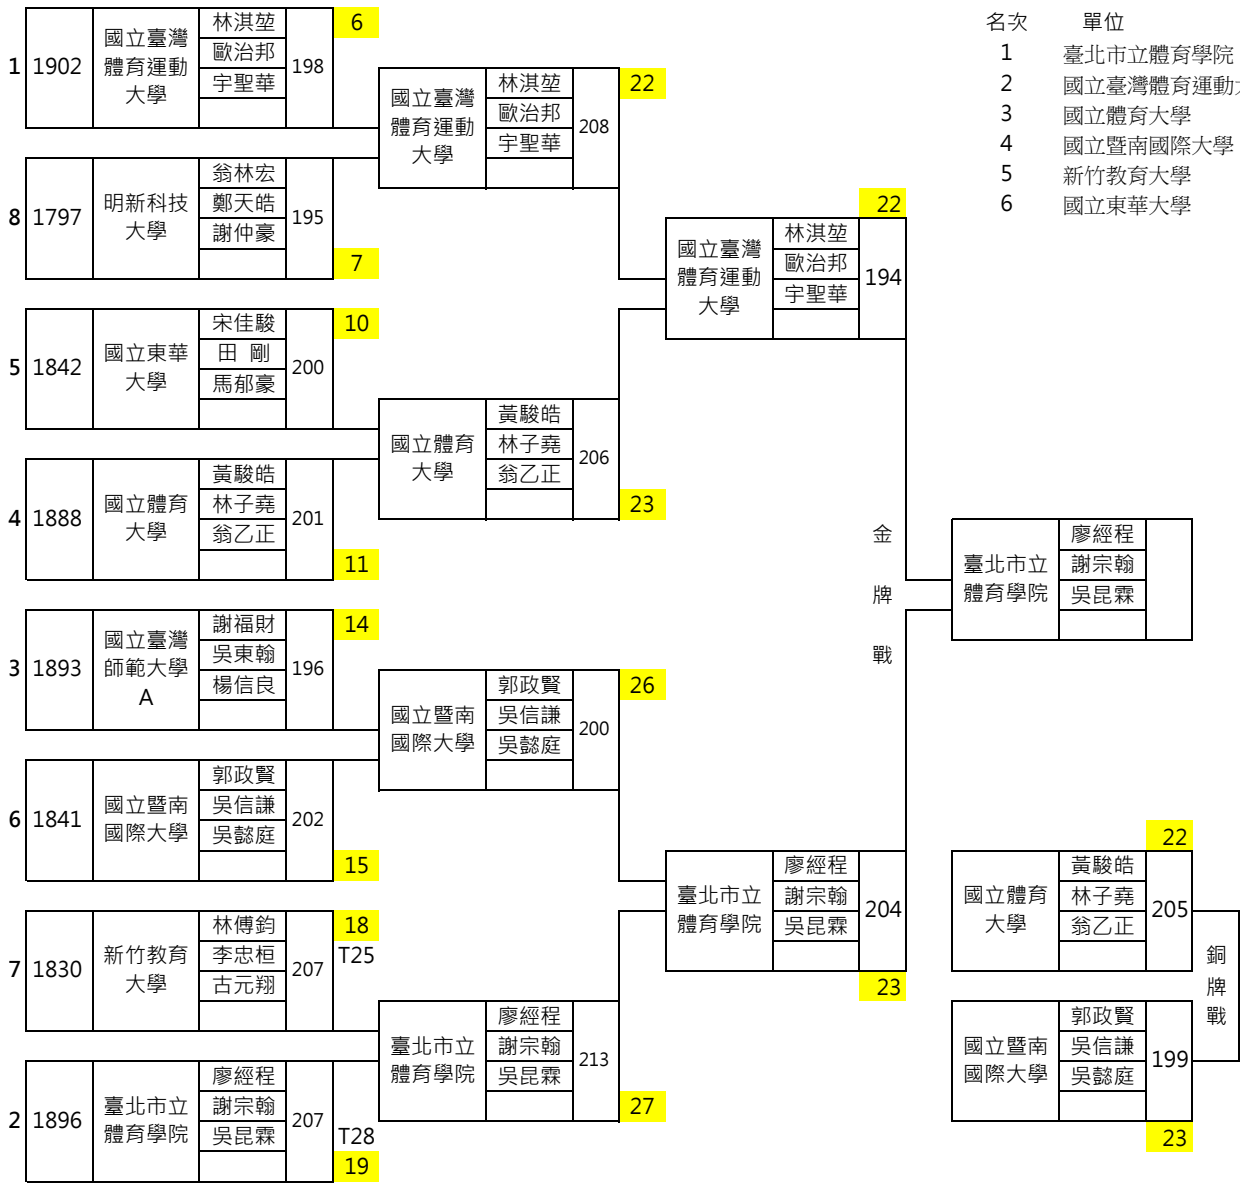 名次 單位
1 臺北市立體育學院
2 國立臺灣體育運動
3 國立體育大學
4 國立暨南國際大學
5 新竹教育大學
6 國立東華大學
1 1902 國立臺灣體育運動大學 198 6
林淇堃
歐治邦
宇聖華
8 1797 明新科技大學 195 7
翁林宏
鄭天皓
謝仲豪
5 1842 國立東華大學 200 10
宋佳駿
田 剛
馬郁豪
4 1888 國立體育大學 201 11
黃駿皓
林子堯
翁乙正
3 1893 國立臺灣師範大學A 196 14
謝福財
吳東翰
楊信良
6 1841 國立暨南國際大學 202 15
郭政賢
吳信謙
吳懿庭
7 1830 新竹教育大學 207 18
T25
林傅鈞
李忠桓
古元翔
2 1896 臺北市立體育學院 207 T28
19
廖經程
謝宗翰
吳昆霖
國立臺灣體育運動大學 208 22
林淇堃
歐治邦
宇聖華
國立體育大學 206 23
黃駿皓
林子堯
翁乙正
國立暨南國際大學 200 26
郭政賢
吳信謙
吳懿庭
臺北市立體育學院 213 27
廖經程
謝宗翰
吳昆霖
22
國立臺灣體育運動大學 194
林淇堃
歐治邦
宇聖華
臺北市立體育學院 204
廖經程
謝宗翰
吳昆霖
23
金牌戰
臺北市立體育學院
廖經程
謝宗翰
吳昆霖
22
國立體育大學 205
黃駿皓
林子堯
翁乙正
銅牌戰
國立暨南國際大學 199
郭政賢
吳信謙
吳懿庭
23